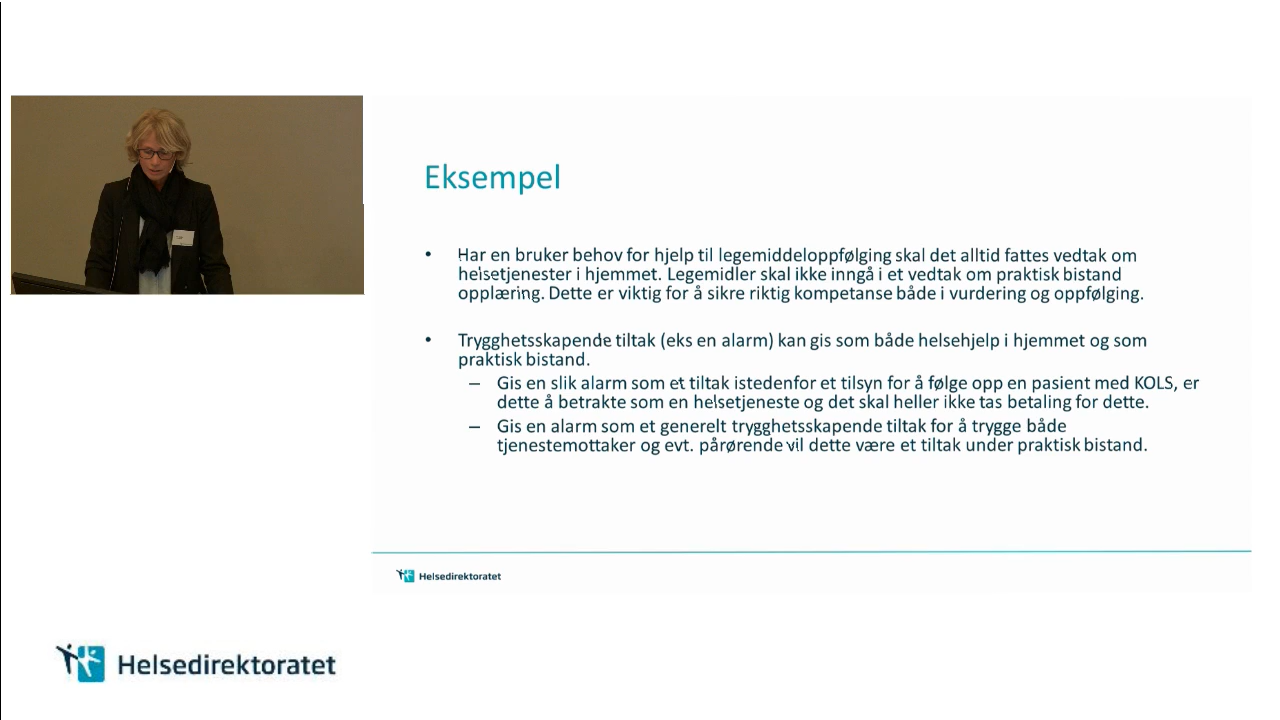 Eksempel
• Har en bruker behov for hjelp til legemiddeloppfølging skal det alltid fattes vedtak om
helsetjenester i hjemmet. Legemidler skal ikke inngå i et vedtak om praktisk bistand
opplæring. Dette er viktig for å sikre riktig kompetanse både i vurdering og oppfølging.
• Trygghetsskapende tiltak (eks en alarm) kan gis som både helsehjelp i hjemmet og som
praktisk bistand.
– Gis en slik alarm som et tiltak istedenfor et tilsyn for å følge opp en pasient med KOLS, er
dette å betrakte som en helsetjeneste og det skal heller ikke tas betaling for dette.
– Gis en alarm som et generelt trygghetsskapende tiltak for å trygge både
tjenestemottaker og evt. pårørende vil dette være et tiltak under praktisk bistand.
Helsedirektoratet
Helsedirektoratet